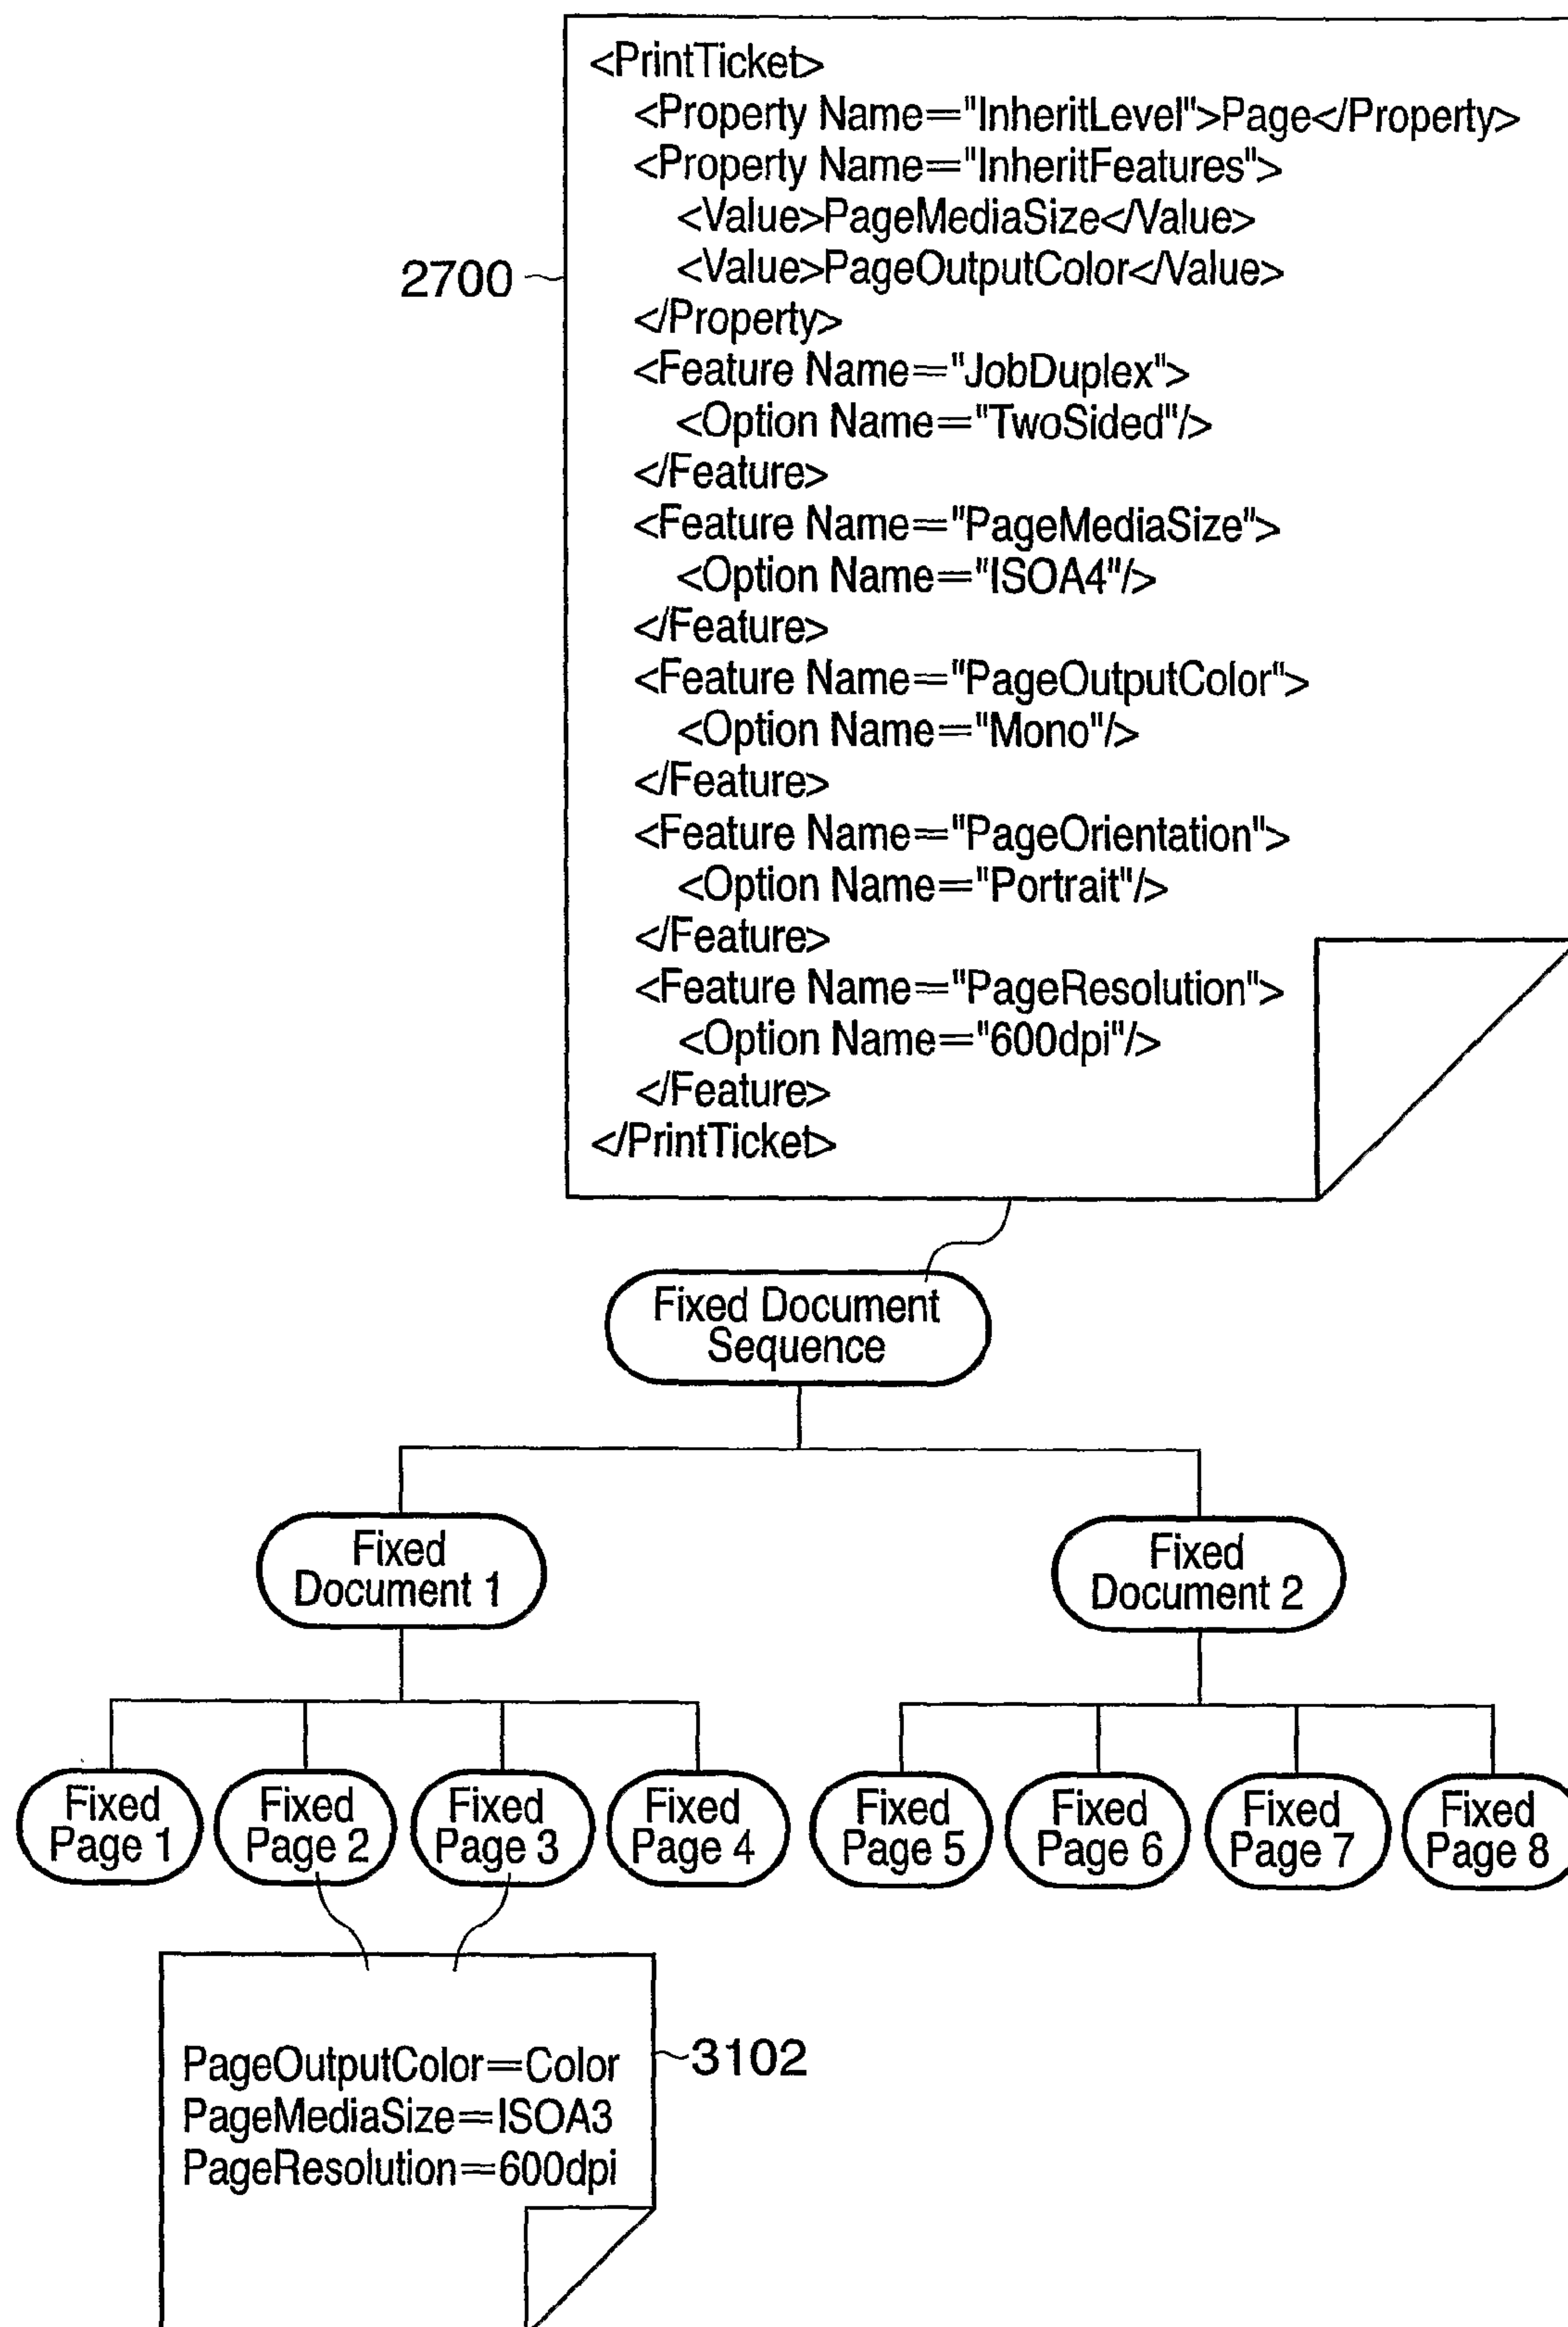 <PrintTicket>
<Property Name="InheritLevel">Page</Property>
<Property Name="InheritFeatures">
<Value>PageMediaSize</Value>
<Value>PageOutputColor</Value>
</Property>
<Feature Name="JobDuplex">
<Option Name="TwoSided"/>
</Feature>
<Feature Name="PageMediaSize">
<Option Name="ISOA4"/>
</Feature>
<Feature Name="PageOutputColor">
<Option Name="Mono"/>
</Feature>
<Feature Name="PageOrientation">
<Option Name="Portrait"/>
</Feature>
<Feature Name="PageResolution">
<Option Name="600dpi"/>
</Feature>
</PrintTicket>
2700
Fixed Document
Sequence
Fixed
Document 1
Fixed
Document 2
Fixed
Page 1
Fixed
Page 2
Fixed
Page 3
Fixed
Page 4
Fixed
Page 5
Fixed
Page 6
Fixed
Page 7
Fixed
Page 8
PageOutputColor=Color
PageMediaSize=ISOA3
PageResolution=600dpi
3102